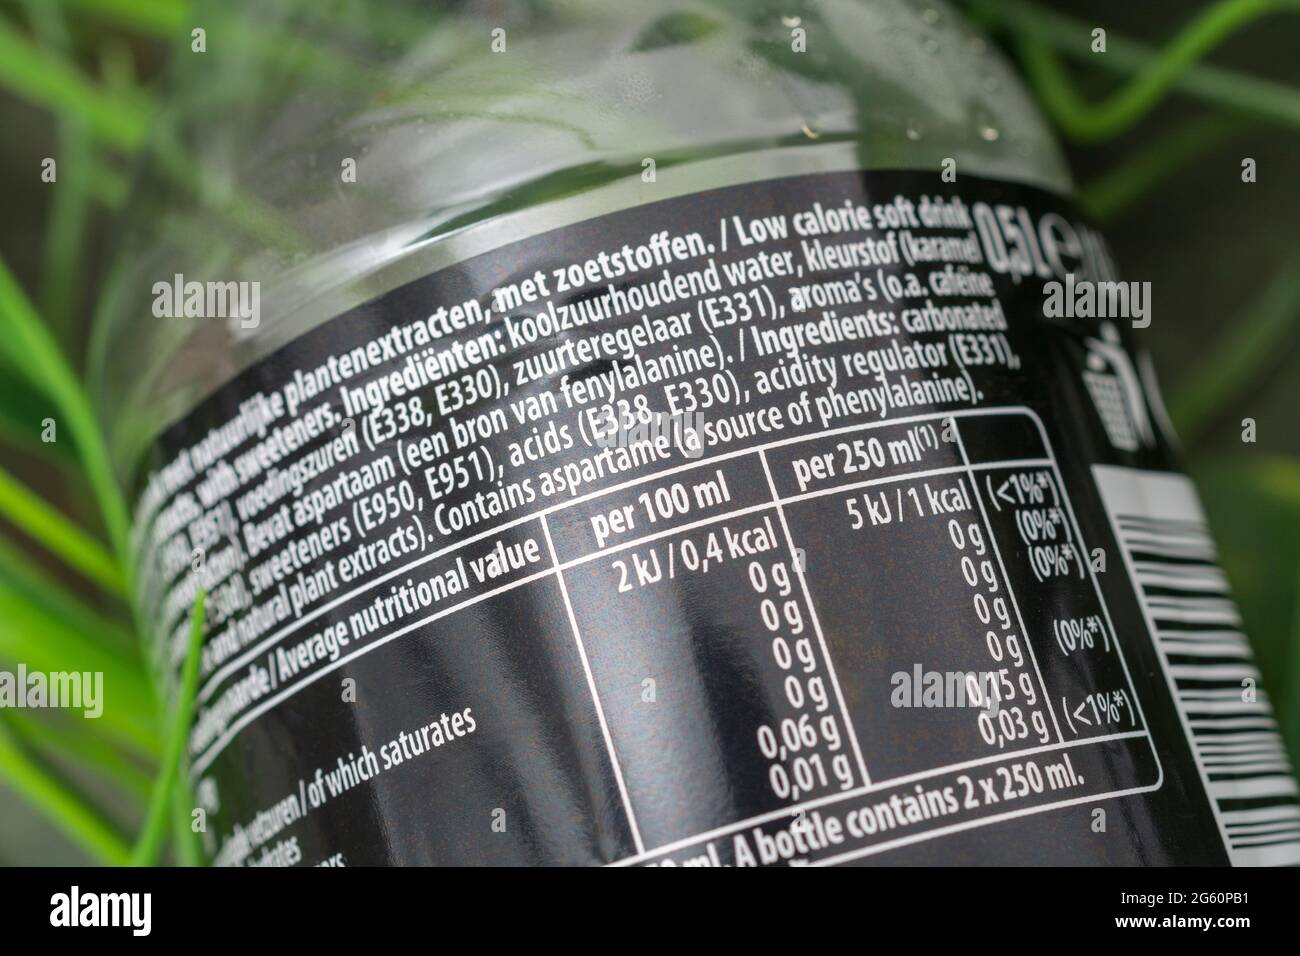 met natuurlijke plantenextracten, met zoetstoffen. / Low calorie soft drink
with sweeteners. Ingrediënten: koolzuurhoudend water, kleurstof (karamel
voedingszuren (E338, E330), zuurteregelaar (E331), aroma's (o.a. cafeïne
Bevat aspartaam (een bron van fenylalanine). / Ingredients: carbonated
sweeteners (E950, E951), acids (E338, E330), acidity regulator (E331),
and natural plant extracts). Contains aspartame (a source of phenylalanine).
0,5l e
/ Average nutritional value per 100 ml per 250 ml(1)
2 kJ / 0,4 kcal 5 kJ / 1 kcal (<1%*)
0 g 0 g (0%*)
0 g 0 g (0%*)
0 g 0 g
0 g 0 g (0%*)
0,06 g 0,15 g
0,01 g 0,03 g (<1%*)
/ of which saturates
ml. A bottle contains 2 x 250 ml.
alamy
Image ID: 2G60PB1
www.alamy.com